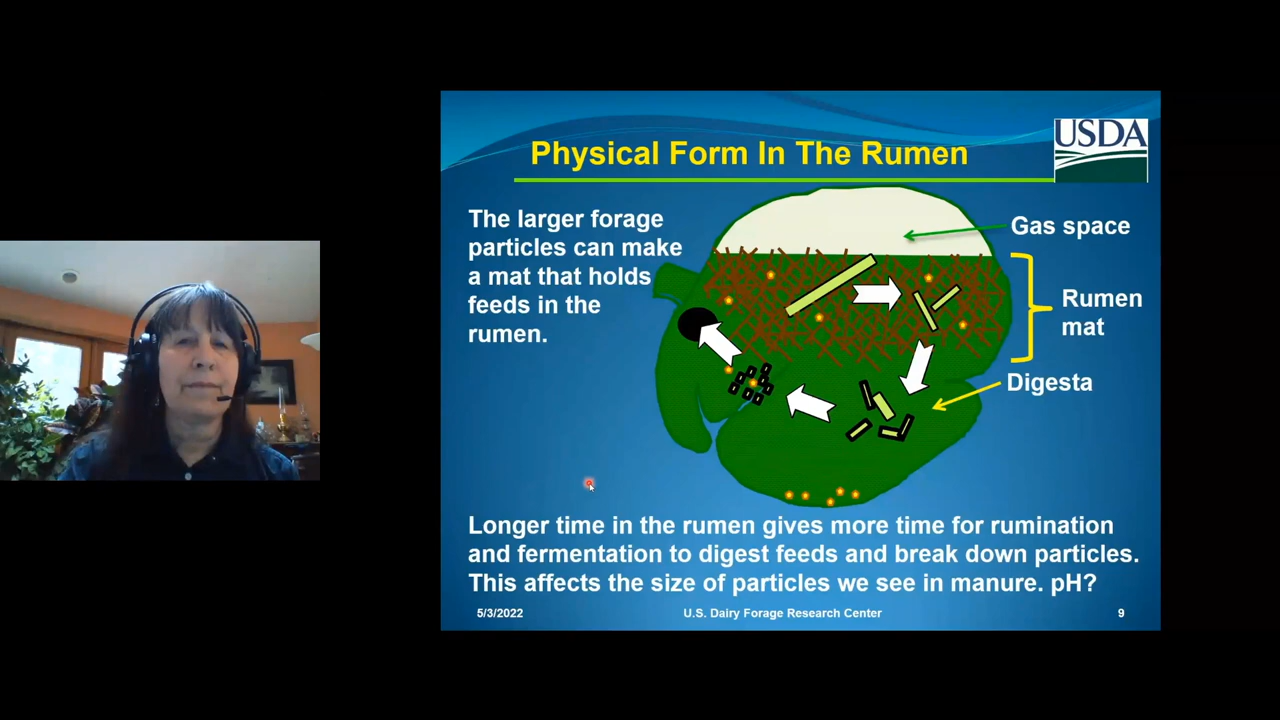 Physical Form In The Rumen
USDA
The larger forage
particles can make
a mat that holds
feeds in the
rumen.
Gas space
Rumen
mat
Digesta
Longer time in the rumen gives more time for rumination
and fermentation to digest feeds and break down particles.
This affects the size of particles we see in manure. pH?
5/3/2022
U.S. Dairy Forage Research Center
9